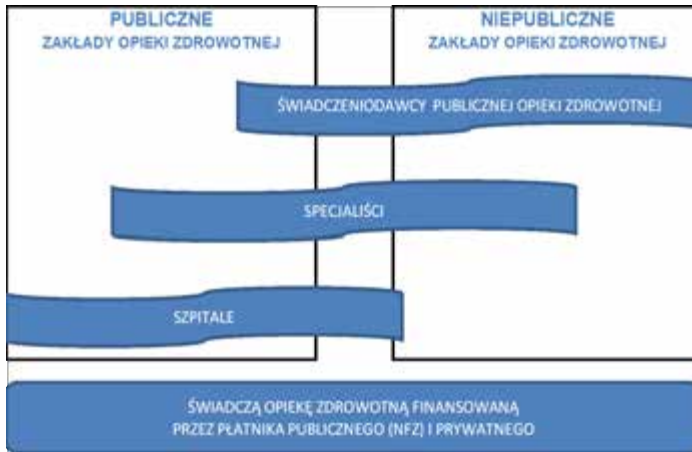 PUBLICZNE
ZAKŁADY OPIEKI ZDROWOTNEJ
NIEPUBLICZNE
ZAKŁADY OPIEKI ZDROWOTNEJ
ŚWIADCZENIODAWCY PUBLICZNEJ OPIEKI ZDROWOTNEJ
SPECJALIŚCI
SZPITALE
ŚWIADCZĄ OPIEKĘ ZDROWOTNĄ FINANSOWANĄ
PRZEZ PŁATNIKA PUBLICZNEGO (NFZ) I PRYWATNEGO